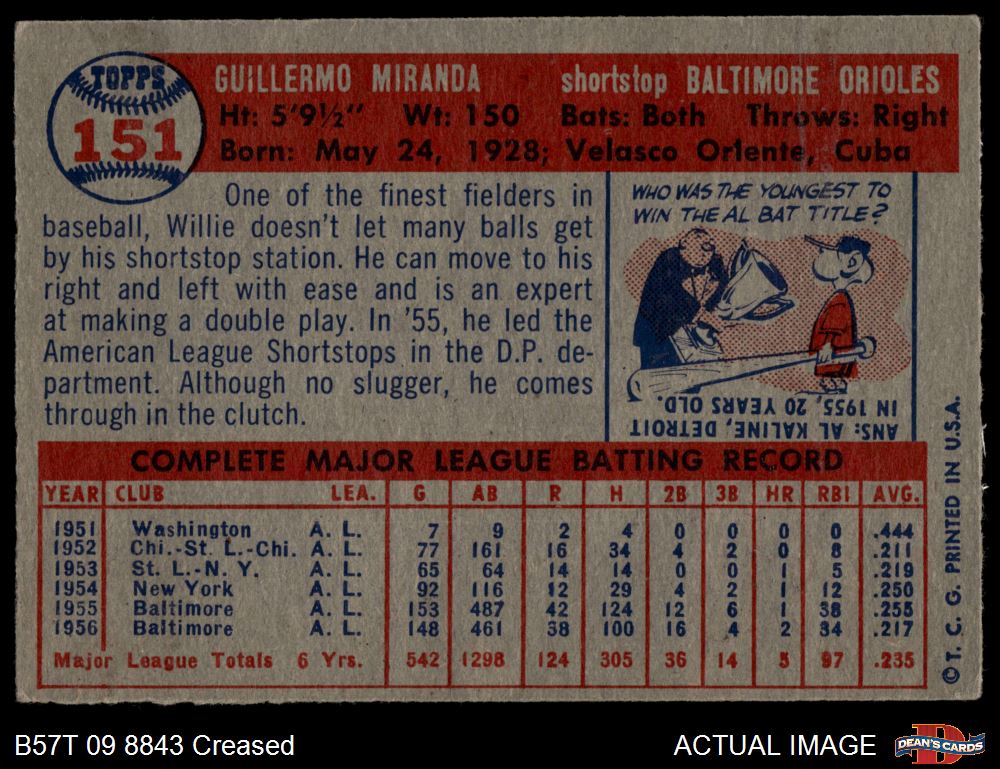 TOPPS
151
GUILLERMO MIRANDA shortstop BALTIMORE ORIOLES
Ht: 5'9½" Wt: 150 Bats: Both Throws: Right
Born: May 24, 1928; Velasco Oriente, Cuba
One of the finest fielders in
baseball, Willie doesn't let many balls get
by his shortstop station. He can move to his
right and left with ease and is an expert
at making a double play. In '55, he led the
American League Shortstops in the D.P. de-
partment. Although no slugger, he comes
through in the clutch.
WHO WAS THE YOUNGEST TO
WIN THE AL BAT TITLE?
ANS: AL KALINE, DETROIT
IN 1955, 20 YEARS OLD.
COMPLETE MAJOR LEAGUE BATTING RECORD
YEAR CLUB LEA. G AB R H 2B 3B HR RBI AVG.
1951 Washington A. L. 7 9 2 4 0 0 0 0 .444
1952 Chi.-St. L.-Chi. A. L. 77 161 16 34 4 2 0 8 .211
1953 St. L.-N. Y. A. L. 65 64 14 14 0 0 1 5 .219
1954 New York A. L. 92 116 12 29 4 2 1 12 .250
1955 Baltimore A. L. 153 487 42 124 12 6 1 38 .255
1956 Baltimore A. L. 148 461 38 100 16 4 2 34 .217
Major League Totals 6 Yrs. 542 1298 124 305 36 14 5 97 .235
© T. C. G. PRINTED IN U.S.A.
B57T 09 8843 Creased
ACTUAL IMAGE
DEAN'S CARDS